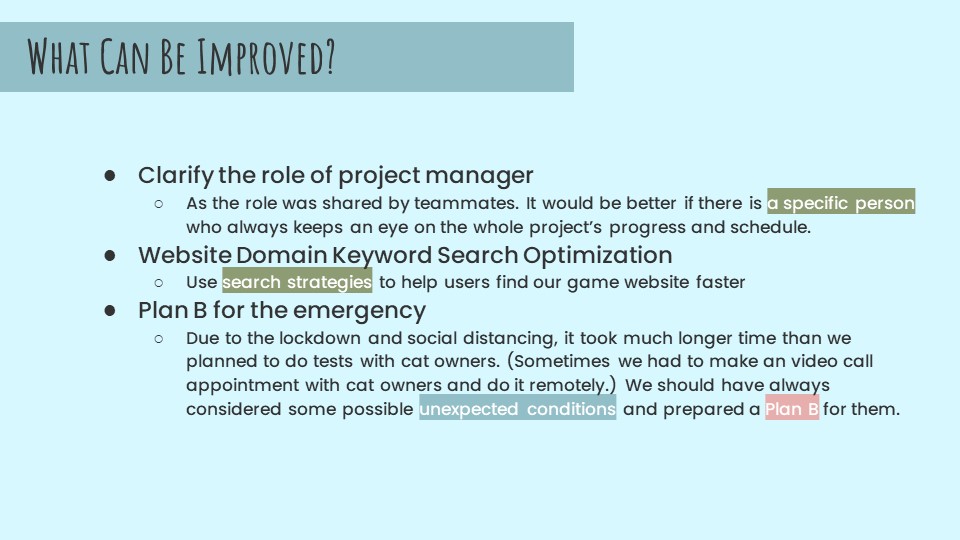 What Can Be Improved?
● Clarify the role of project manager
○ As the role was shared by teammates. It would be better if there is a specific person
who always keeps an eye on the whole project’s progress and schedule.
● Website Domain Keyword Search Optimization
○ Use search strategies to help users find our game website faster
● Plan B for the emergency
○ Due to the lockdown and social distancing, it took much longer time than we
planned to do tests with cat owners. (Sometimes we had to make an video call
appointment with cat owners and do it remotely.) We should have always
considered some possible unexpected conditions and prepared a Plan B for them.